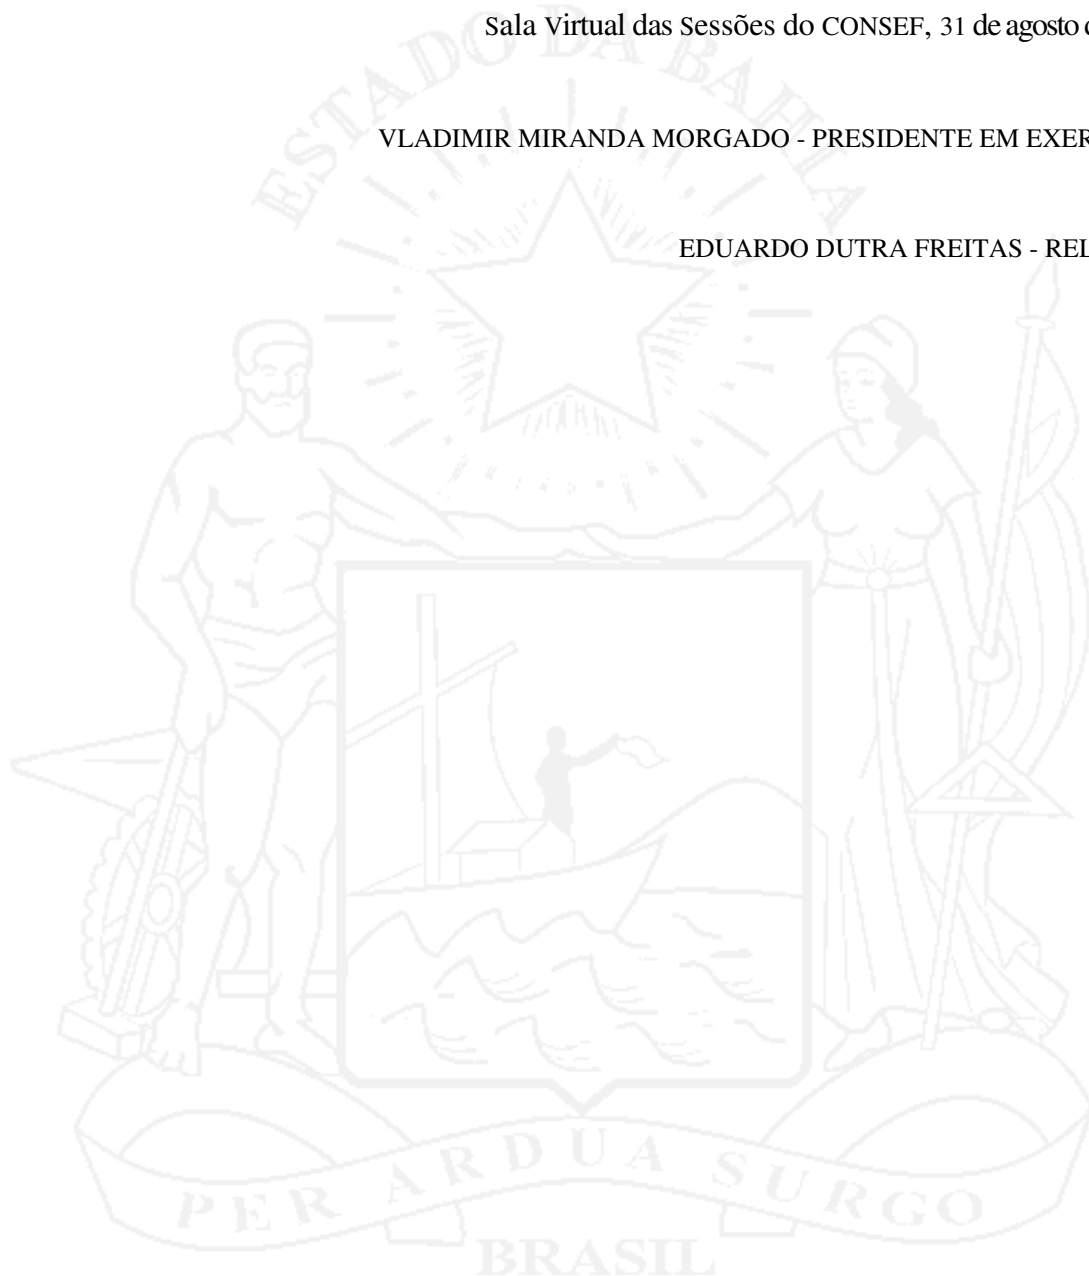 Sala Virtual das Sessões do CONSEF, 31 de agosto
VLADIMIR MIRANDA MORGADO - PRESIDENTE EM
EDUARDO DUTRA FREITAS -
ESTADO DA BAHIA
PER ARDUA SURGO
BRASIL